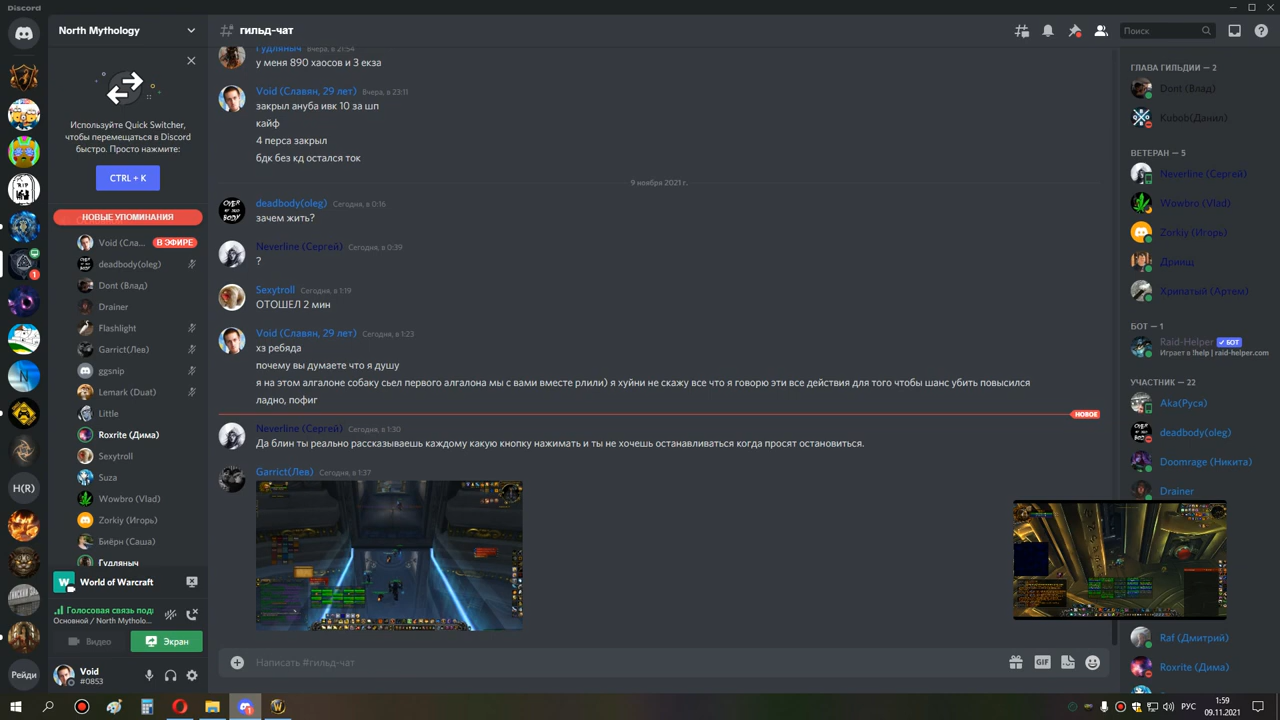 Discord
North Mythology
гильд-чат
Поиск
Используйте Quick Switcher,
чтобы перемещаться в Discord
быстро. Просто нажмите:
CTRL + K
НОВЫЕ УПОМИНАНИЯ
Void (Сла... В ЭФИРЕ
deadbody(oleg)
Dont (Влад)
Drainer
Flashlight
Garrict(Лев)
ggsnip
Lemark (Duat)
Little
Roxrite (Дима)
Sexytroll
Suza
Wowbro (Vlad)
Zorkiy (Игорь)
Биёрн (Саша)
Гудляныч
W World of Warcraft
Голосовая связь под
Основной / North Mytholo...
Видео Экран
Void
#0853
H(R)
Рейди
Гудляныч Вчера, в 21:54
у меня 890 хаосов и 3 екза
Void (Славян, 29 лет) Вчера, в 23:11
закрыл ануба ивк 10 за шп
кайф
4 перса закрыл
бдк без кд остался ток
9 ноября 2021 г.
deadbody(oleg) Сегодня, в 0:16
зачем жить?
Neverline (Сергей) Сегодня, в 0:39
?
Sexytroll Сегодня, в 1:19
ОТОШЕЛ 2 мин
Void (Славян, 29 лет) Сегодня, в 1:23
хз ребяда
почему вы думаете что я душу
я на этом алгалоне собаку сьел первого алгалона мы с вами вместе рлили) я хуйни не скажу все что я говорю эти все действия для того чтобы шанс убить повысился
ладно, пофиг
НОВОЕ
Neverline (Сергей) Сегодня, в 1:30
Да блин ты реально рассказываешь каждому какую кнопку нажимать и ты не хочешь останавливаться когда просят остановиться.
Garrict(Лев) Сегодня, в 1:37
Написать #гильд-чат
GIF
ГЛАВА ГИЛЬДИИ — 2
Dont (Влад)
Kubob(Данил)
ВЕТЕРАН — 5
Neverline (Сергей)
Wowbro (Vlad)
Zorkiy (Игорь)
Дрищ
Хрипатый (Артем)
БОТ — 1
Raid-Helper ✓ БОТ
Играет в !help | raid-helper.com
УЧАСТНИК — 22
Aka(Руся)
deadbody(oleg)
Doomrage (Никита)
Drainer
Raf (Дмитрий)
Roxrite (Дима)
РУС
1:59
09.11.2021